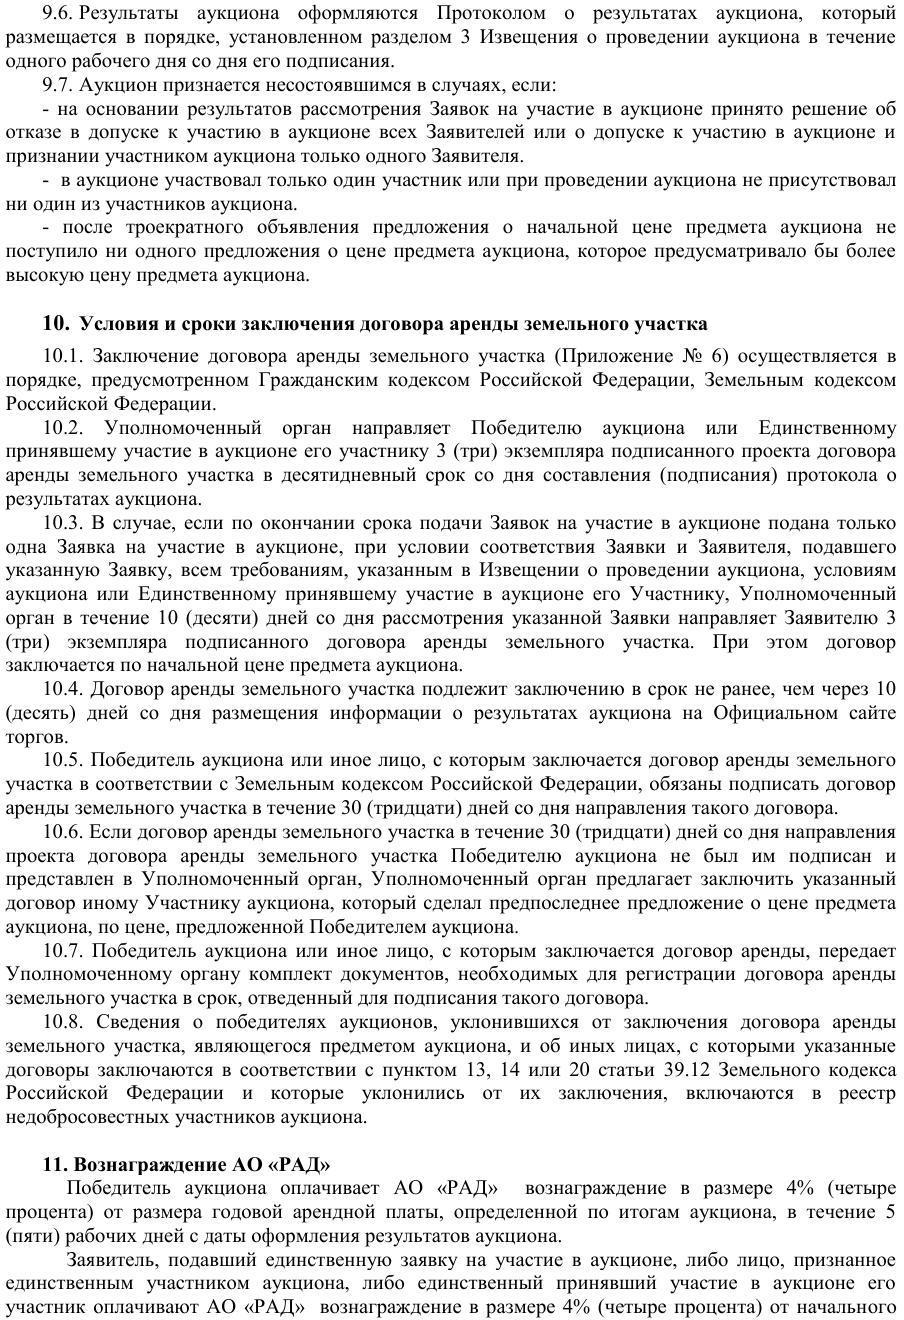 9.6. Результаты аукциона оформляются Протоколом о результатах аукциона, который
размещается в порядке, установленном разделом 3 Извещения о проведении аукциона в течение
одного рабочего дня со дня его подписания.
9.7. Аукцион признается несостоявшимся в случаях, если:
- на основании результатов рассмотрения Заявок на участие в аукционе принято решение об
отказе в допуске к участию в аукционе всех Заявителей или о допуске к участию в аукционе и
признании участником аукциона только одного Заявителя.
- в аукционе участвовал только один участник или при проведении аукциона не присутствовал
ни один из участников аукциона.
- после троекратного объявления предложения о начальной цене предмета аукциона не
поступило ни одного предложения о цене предмета аукциона, которое предусматривало бы более
высокую цену предмета аукциона.
10. Условия и сроки заключения договора аренды земельного участка
10.1. Заключение договора аренды земельного участка (Приложение № 6) осуществляется в
порядке, предусмотренном Гражданским кодексом Российской Федерации, Земельным кодексом
Российской Федерации.
10.2. Уполномоченный орган направляет Победителю аукциона или Единственному
принявшему участие в аукционе его участнику 3 (три) экземпляра подписанного проекта договора
аренды земельного участка в десятидневный срок со дня составления (подписания) протокола о
результатах аукциона.
10.3. В случае, если по окончании срока подачи Заявок на участие в аукционе подана только
одна Заявка на участие в аукционе, при условии соответствия Заявки и Заявителя, подавшего
указанную Заявку, всем требованиям, указанным в Извещении о проведении аукциона, условиям
аукциона или Единственному принявшему участие в аукционе его Участнику, Уполномоченный
орган в течение 10 (десяти) дней со дня рассмотрения указанной Заявки направляет Заявителю 3
(три) экземпляра подписанного договора аренды земельного участка. При этом договор
заключается по начальной цене предмета аукциона.
10.4. Договор аренды земельного участка подлежит заключению в срок не ранее, чем через 10
(десять) дней со дня размещения информации о результатах аукциона на Официальном сайте
торгов.
10.5. Победитель аукциона или иное лицо, с которым заключается договор аренды земельного
участка в соответствии с Земельным кодексом Российской Федерации, обязаны подписать договор
аренды земельного участка в течение 30 (тридцати) дней со дня направления такого договора.
10.6. Если договор аренды земельного участка в течение 30 (тридцати) дней со дня направления
проекта договора аренды земельного участка Победителю аукциона не был им подписан и
представлен в Уполномоченный орган, Уполномоченный орган предлагает заключить указанный
договор иному Участнику аукциона, который сделал предпоследнее предложение о цене предмета
аукциона, по цене, предложенной Победителем аукциона.
10.7. Победитель аукциона или иное лицо, с которым заключается договор аренды, передает
Уполномоченному органу комплект документов, необходимых для регистрации договора аренды
земельного участка в срок, отведенный для подписания такого договора.
10.8. Сведения о победителях аукционов, уклонившихся от заключения договора аренды
земельного участка, являющегося предметом аукциона, и об иных лицах, с которыми указанные
договоры заключаются в соответствии с пунктом 13, 14 или 20 статьи 39.12 Земельного кодекса
Российской Федерации и которые уклонились от их заключения, включаются в реестр
недобросовестных участников аукциона.
11. Вознаграждение АО «РАД»
Победитель аукциона оплачивает АО «РАД» вознаграждение в размере 4% (четыре
процента) от размера годовой арендной платы, определенной по итогам аукциона, в течение 5
(пяти) рабочих дней с даты оформления результатов аукциона.
Заявитель, подавший единственную заявку на участие в аукционе, либо лицо, признанное
единственным участником аукциона, либо единственный принявший участие в аукционе его
участник оплачивают АО «РАД» вознаграждение в размере 4% (четыре процента) от начального